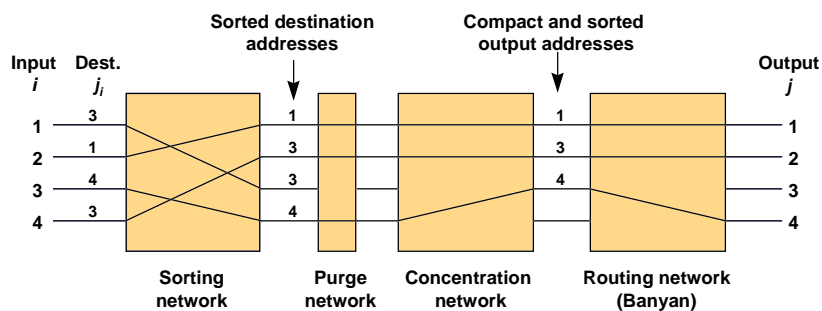 Sorted destination
addresses
Compact and sorted
output addresses
Input
i
Dest.
jᵢ
Output
j
3
1
1
1
1
1
2
3
3
2
4
3
3
4
3
3
4
4
4
Sorting
network
Purge
network
Concentration
network
Routing network
(Banyan)